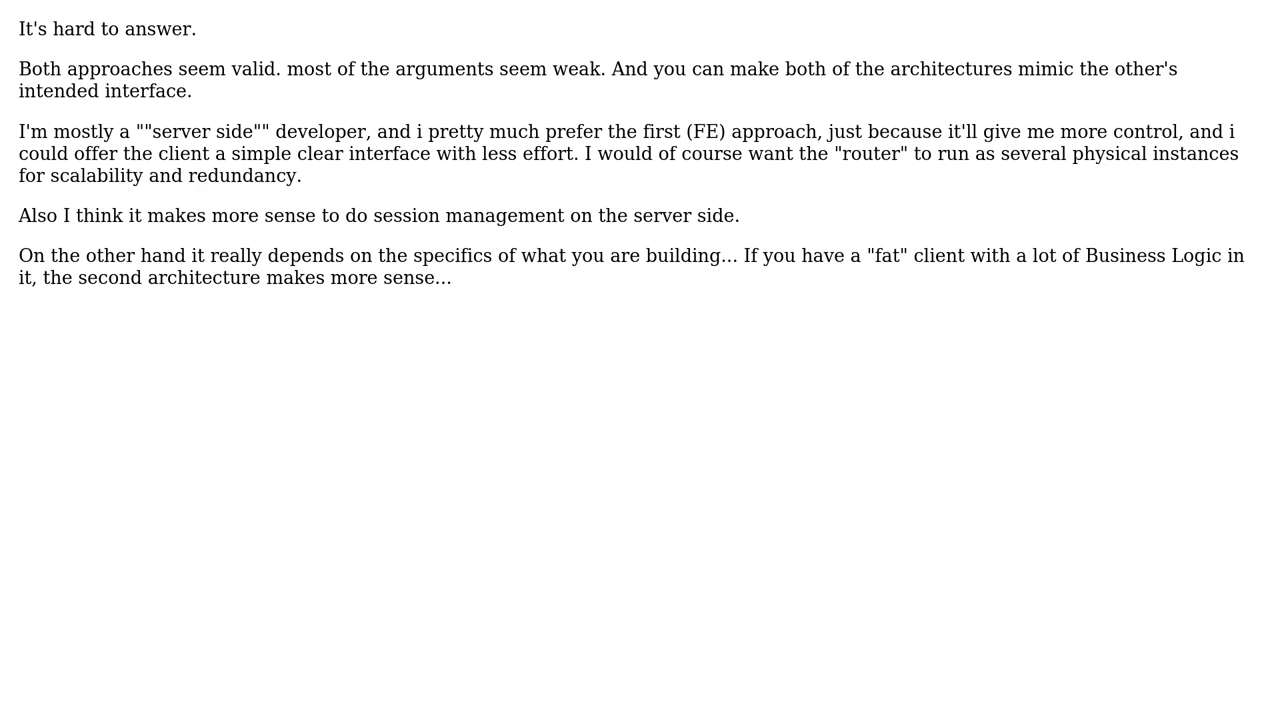 It's hard to answer.
Both approaches seem valid. most of the arguments seem weak. And you can make both of the architectures mimic the other's
intended interface.
I'm mostly a ""server side"" developer, and i pretty much prefer the first (FE) approach, just because it'll give me more control, and i
could offer the client a simple clear interface with less effort. I would of course want the "router" to run as several physical instances
for scalability and redundancy.
Also I think it makes more sense to do session management on the server side.
On the other hand it really depends on the specifics of what you are building... If you have a "fat" client with a lot of Business Logic in
it, the second architecture makes more sense...